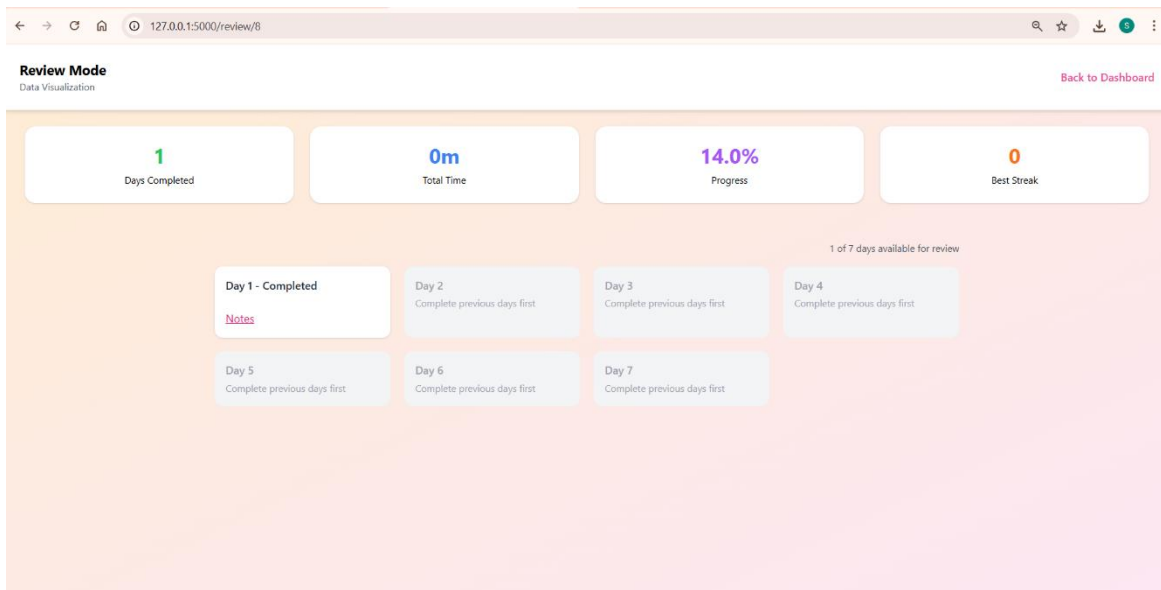 127.0.0.1:5000/review/8
S
Review Mode
Data Visualization
Back to Dashboard
1
Days Completed
0m
Total Time
14.0%
Progress
0
Best Streak
1 of 7 days available for review
Day 1 - Completed
Notes
Day 2
Complete previous days first
Day 3
Complete previous days first
Day 4
Complete previous days first
Day 5
Complete previous days first
Day 6
Complete previous days first
Day 7
Complete previous days first